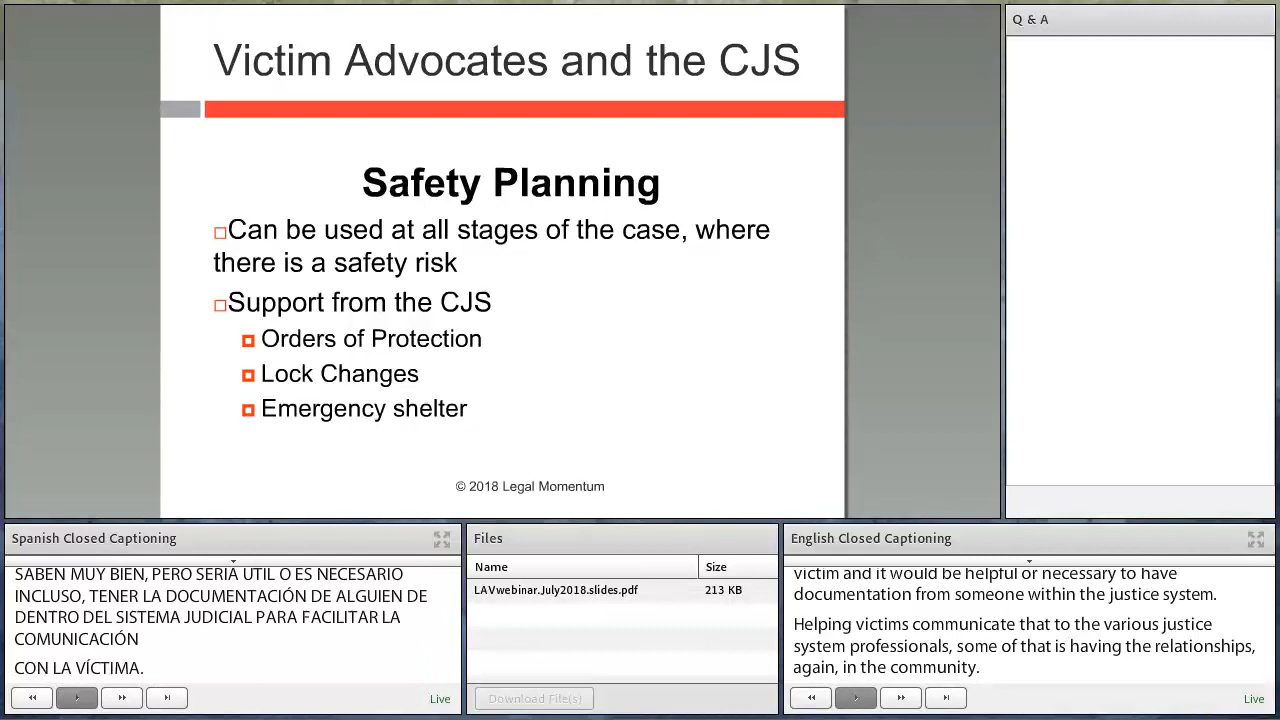 Victim Advocates and the CJS
Safety Planning
Can be used at all stages of the case, where
there is a safety risk
Support from the CJS
Orders of Protection
Lock Changes
Emergency shelter
© 2018 Legal Momentum
Q & A
Spanish Closed Captioning
SABEN MUY BIEN, PERO SERIA UTIL O ES NECESARIO
INCLUSO, TENER LA DOCUMENTACIÓN DE ALGUIEN DE
DENTRO DEL SISTEMA JUDICIAL PARA FACILITAR LA
COMUNICACIÓN
CON LA VÍCTIMA.
Live
Files
Name Size
LAVwebinar.July2018.slides.pdf 213 KB
Download File(s)
English Closed Captioning
victim and it would be helpful or necessary to have
documentation from someone within the justice system.
Helping victims communicate that to the various justice
system professionals, some of that is having the relationships,
again, in the community.
Live